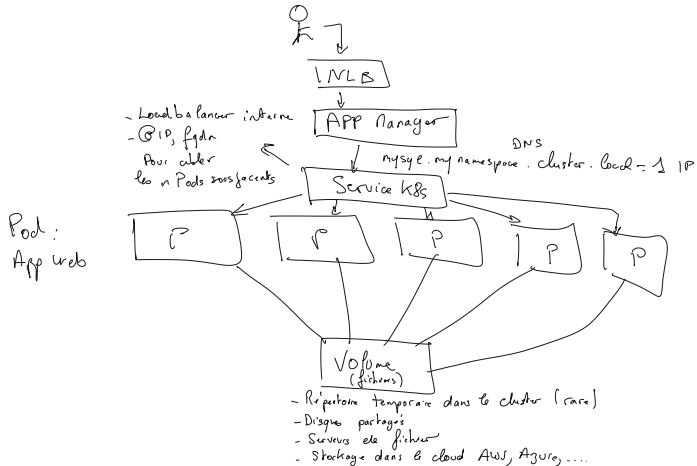 INLB
- Loadbalancer interne
APP Manager
- @IP, fqdn
DNS
Pour cibler
mysql.mynamespace.cluster.local = 1 IP
les n Pods sousjacents
Service K8s
Pod :
App web
P
P
P
P
P
Volume
(fichiers)
- Répertoire temporaire dans le cluster (rare)
- Disques partagés
- Serveurs de fichier
- Stockage dans le cloud AWS, Azure, ....